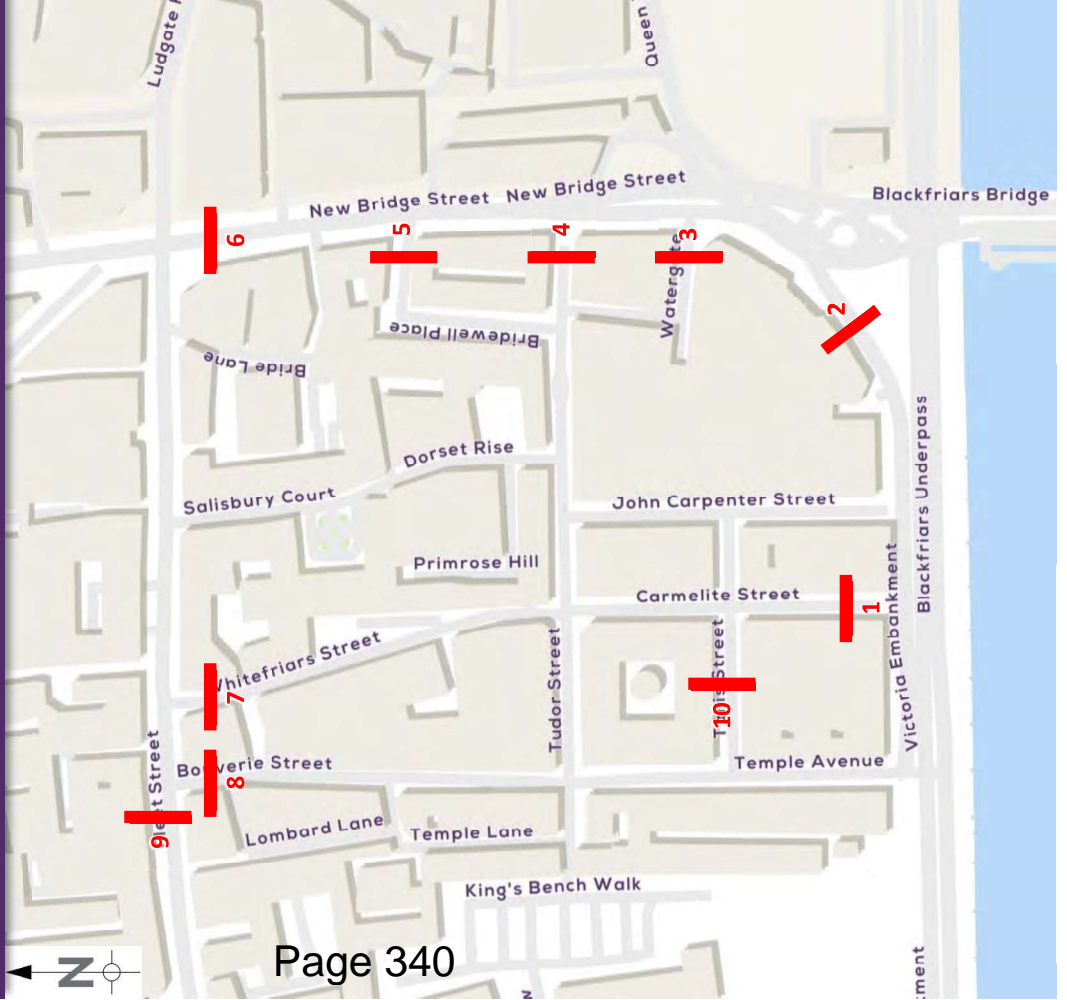 Ludgate
Queen
New Bridge Street
New Bridge Street
Blackfriars Bridge
6
5
4
3
Watergate
2
Bridewell Place
Bride Lane
Dorset Rise
Salisbury Court
John Carpenter Street
Blackfriars Underpass
Primrose Hill
Carmelite Street
1
Victoria Embankment
Whitefriars Street
7
Tudor Street
10
Bouverie Street
8
Temple Avenue
9
Lombard Lane
Temple Lane
King's Bench Walk
Page 340
N